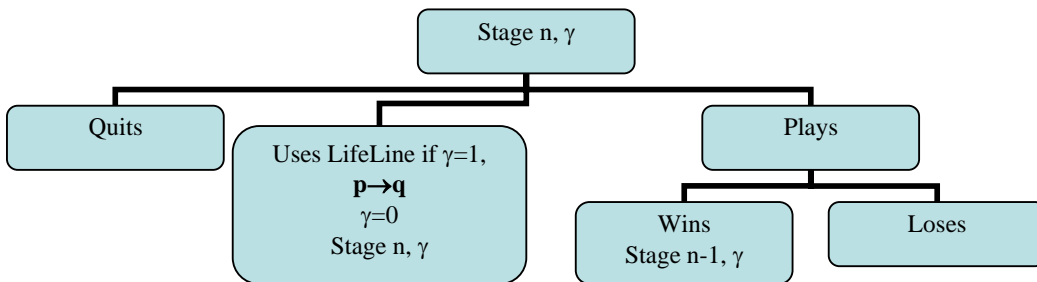 Stage n, γ
Quits
Uses LifeLine if γ=1,
p→q
γ=0
Stage n, γ
Plays
Wins
Stage n-1, γ
Loses